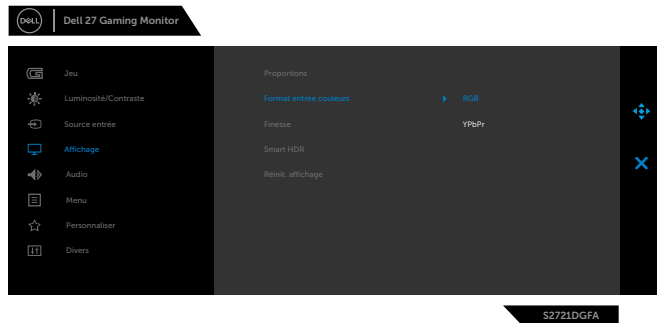 DELL
Dell 27 Gaming Monitor
Jeu
Proportions
Luminosité/Contraste
Format entrée couleurs
RGB
Source entrée
Finesse
YPbPr
Affichage
Smart HDR
Audio
Réinit. affichage
Menu
Personnaliser
Divers
S2721DGFA